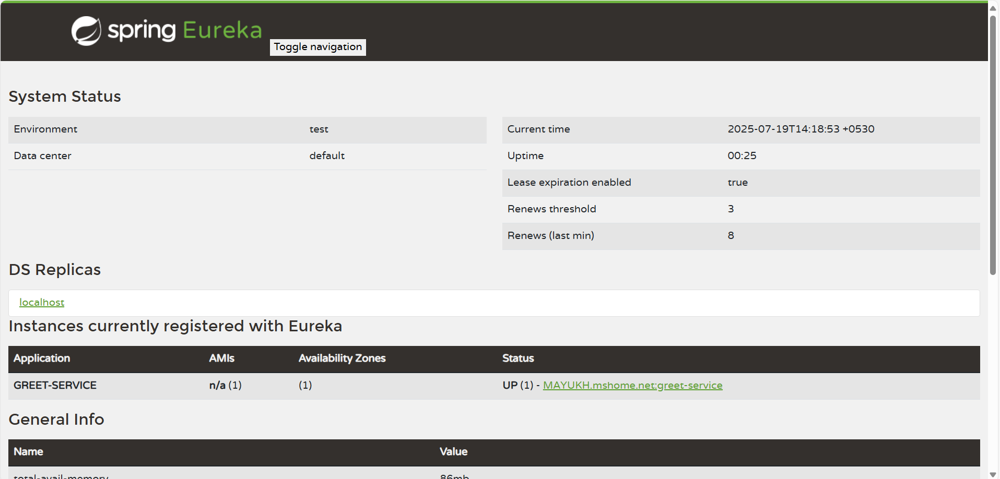 spring Eureka
Toggle navigation
System Status
Environment test
Data center default
Current time 2025-07-19T14:18:53 +0530
Uptime 00:25
Lease expiration enabled true
Renews threshold 3
Renews (last min) 8
DS Replicas
localhost
Instances currently registered with Eureka
Application AMIs Availability Zones Status
GREET-SERVICE n/a (1) (1) UP (1) - MAYUKH.mshome.net:greet-service
General Info
Name Value
total-avail-memory 86mb